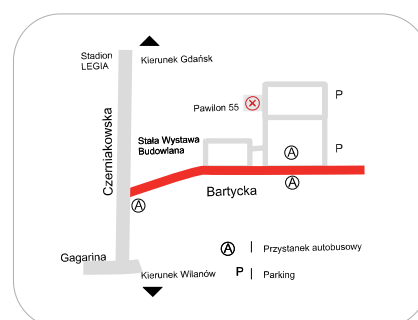 Stadion
LEGIA
Kierunek Gdańsk
Pawilon 55
P
Czerniakowska
Stała Wystawa
Budowlana
A
P
A
Bartycka
A
Gagarina
A | Przystanek autobusowy
Kierunek Wilanów
P | Parking